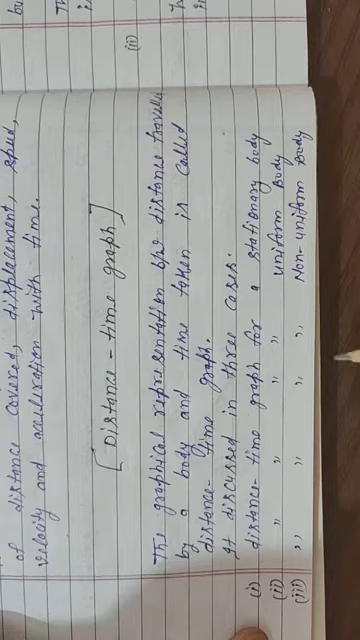 of distance covered, displacement, speed,
velocity and acceleration with time.
[Distance - time graph]
The graphical representation b/w distance travelled
by a body and time taken is called
distance- time graph.
It discussed in three cases.
(i) distance-time graph for a stationary body
(ii) ,, ,, ,, ,, ,, uniform body
(iii) ,, ,, ,, ,, ,, Non-uniform body
(ii)